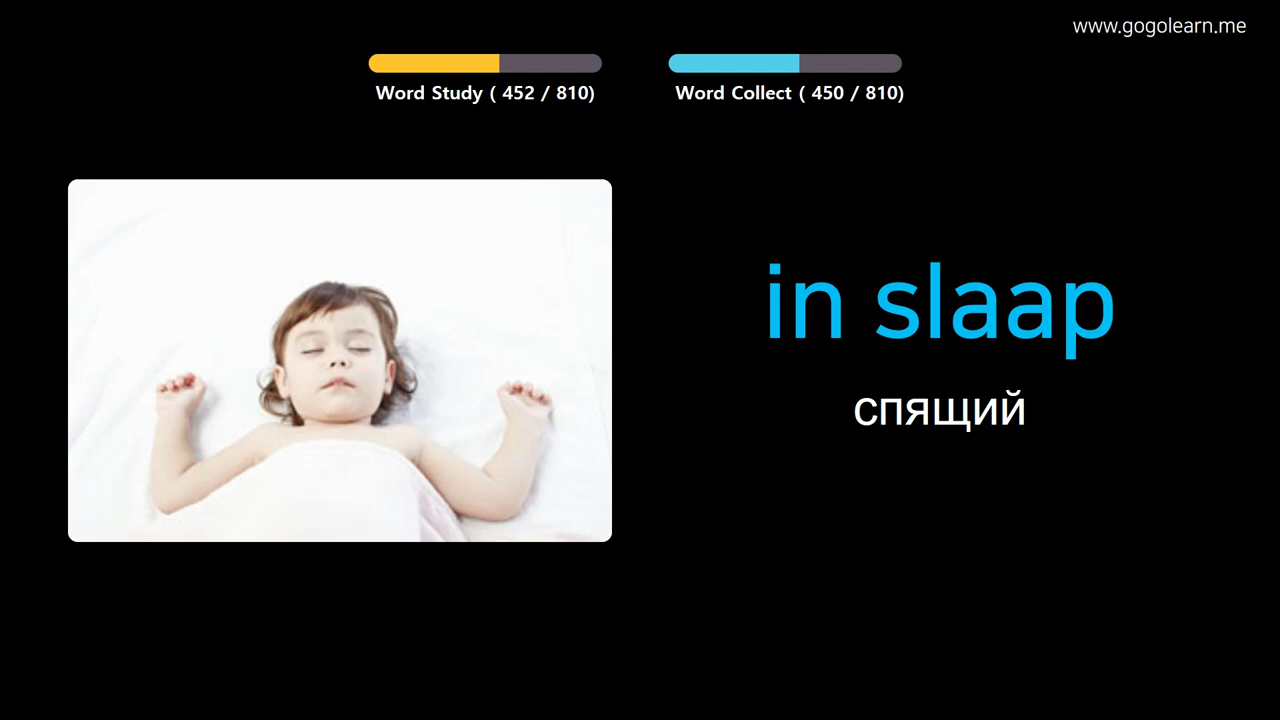 www.gogolearn.me
Word Study ( 452 / 810)
Word Collect ( 450 / 810)
in slaap
спящий